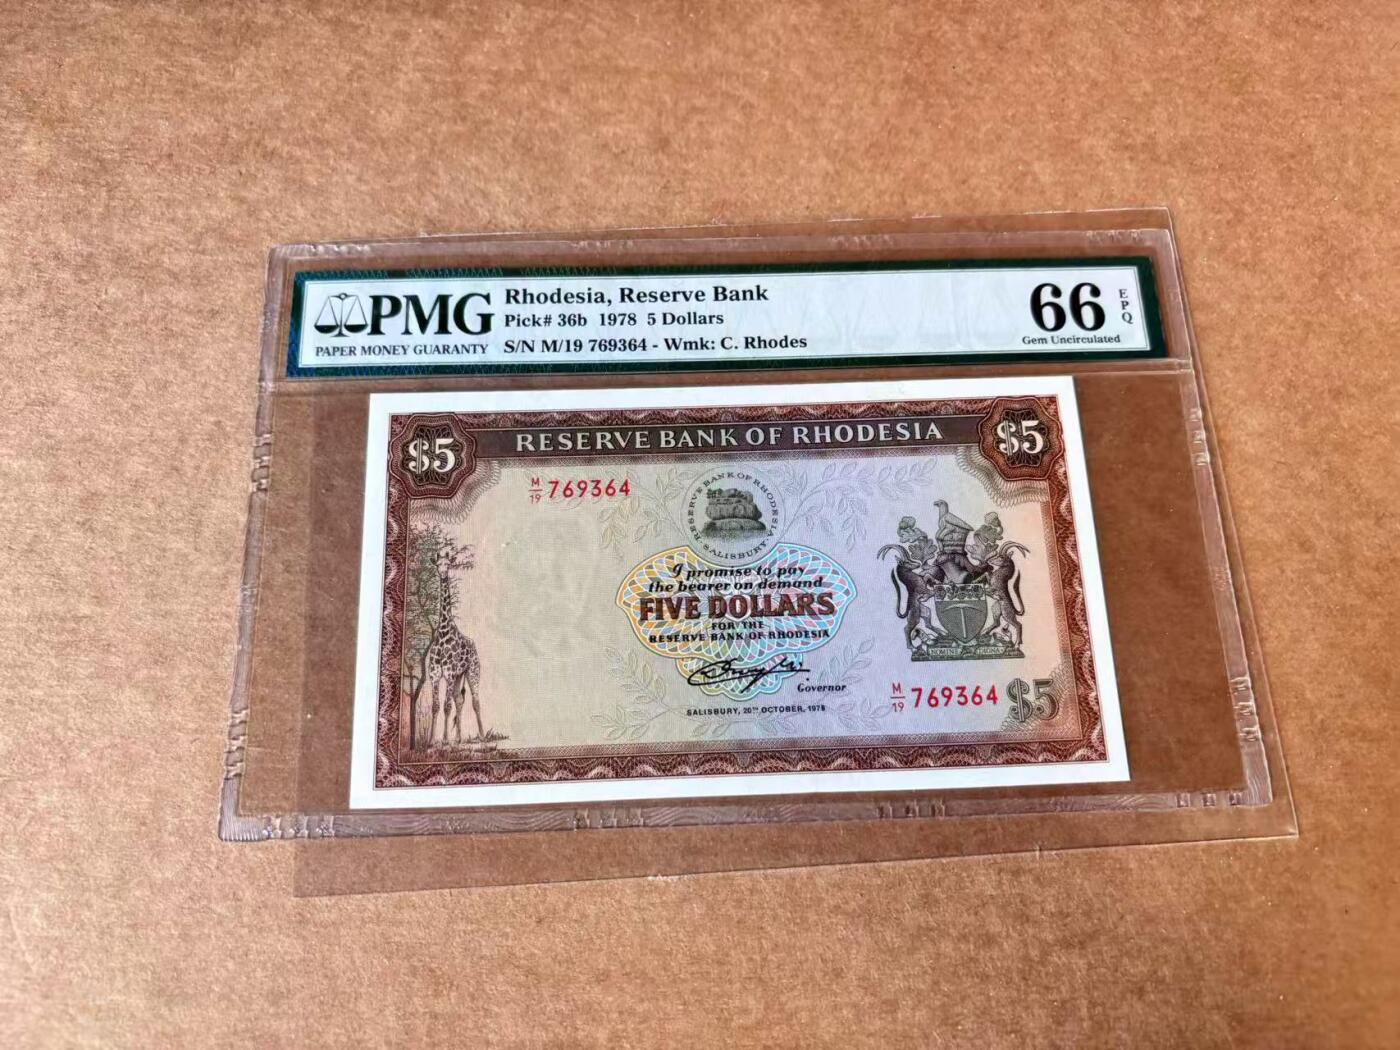 PMG
PAPER MONEY GUARANTY
Rhodesia, Reserve Bank
Pick# 36b 1978 5 Dollars
S/N M/19 769364 - Wmk: C. Rhodes
66 EPQ
Gem Uncirculated
$5 RESERVE BANK OF RHODESIA $5
M/19 769364
RESERVE BANK OF RHODESIA
SALISBURY
I promise to pay
the bearer on demand
FIVE DOLLARS
FOR THE
RESERVE BANK OF RHODESIA
Governor
SALISBURY, 20TH OCTOBER, 1978
NOMINE DIGNA
M/19 769364 $5